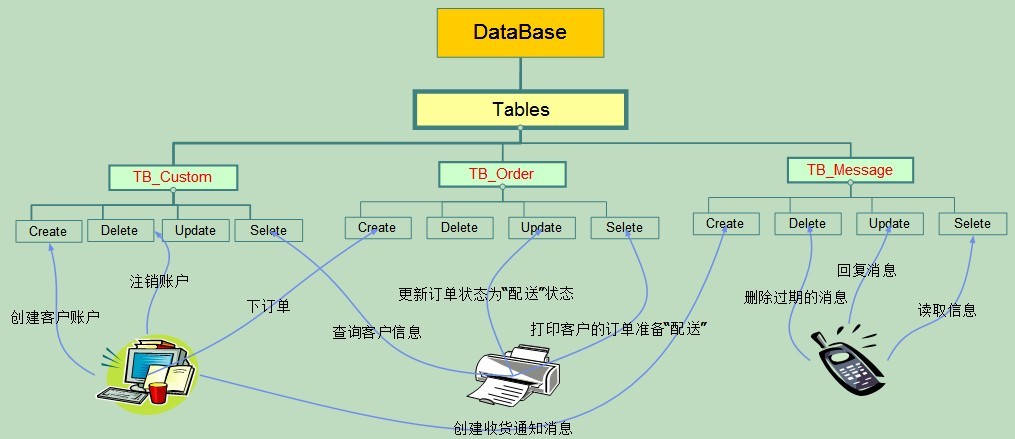 DataBase
Tables
TB_Custom
TB_Order
TB_Message
Create
Delete
Update
Selete
Create
Delete
Update
Selete
Create
Delete
Update
Selete
创建客户账户
注销账户
下订单
查询客户信息
更新订单状态为“配送”状态
打印客户的订单准备“配送”
删除过期的消息
回复消息
读取信息
创建收货通知消息